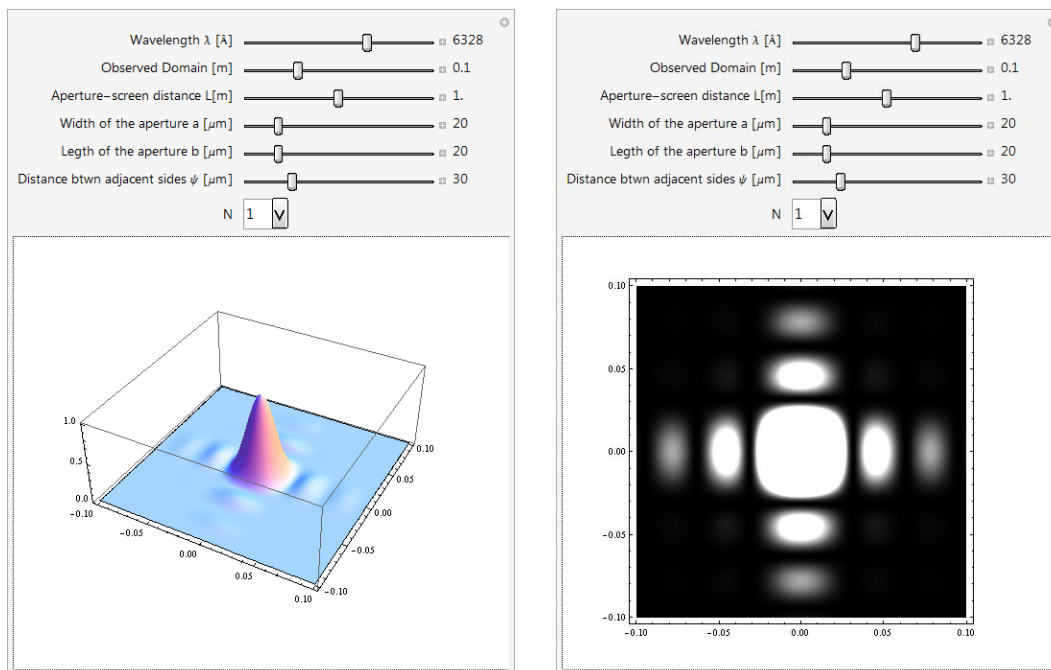 Wavelength λ [Å] 6328
Observed Domain [m] 0.1
Aperture-screen distance L[m] 1.
Width of the aperture a [μm] 20
Legth of the aperture b [μm] 20
Distance btwn adjacent sides ψ [μm] 30
N 1
1.0
0.5
0.0
-0.10
-0.05
0.00
0.05
0.10
-0.10
-0.05
0.00
0.05
0.10
Wavelength λ [Å] 6328
Observed Domain [m] 0.1
Aperture-screen distance L[m] 1.
Width of the aperture a [μm] 20
Legth of the aperture b [μm] 20
Distance btwn adjacent sides ψ [μm] 30
N 1
0.10
0.05
0.00
-0.05
-0.10
-0.10 -0.05 0.00 0.05 0.10